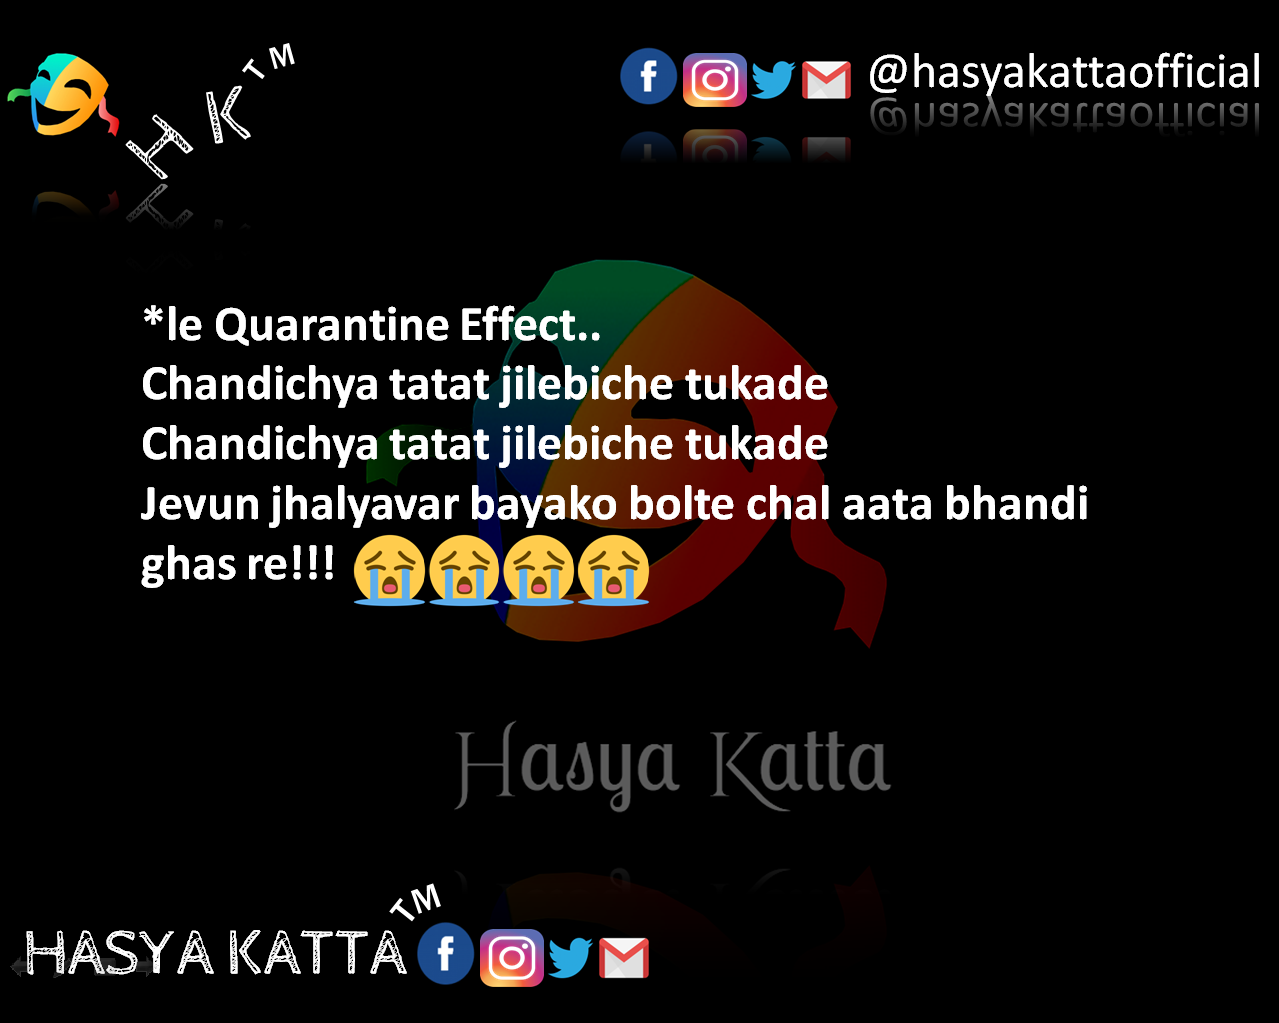 HK™
@hasyakattaofficial
*le Quarantine Effect..
Chandichya tatat jilebiche tukade
Chandichya tatat jilebiche tukade
Jevun jhalyavar bayako bolte chal aata bhandi
ghas re!!! 😭😭😭😭
Hasya Katta
HASYA KATTA™